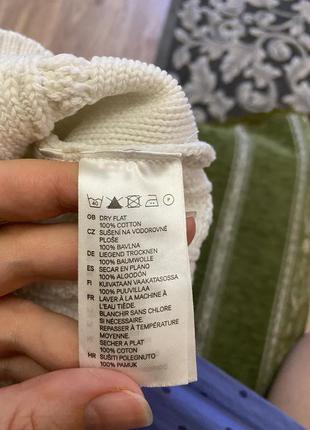 40 P
GB DRY FLAT
100% COTTON
CZ SUŠENÍ NA VODOROVNÉ
PLOŠE
100% BAVLNA
DE LIEGEND TROCKNEN
100% BAUMWOLLE
ES SECAR EN PLANO
100% ALGODÓN
FI KUIVATAAN VAAKATASOSSA
100% PUUVILLAA
FR LAVER À LA MACHINE À
L'EAU TIÈDE.
BLANCHIR SANS CHLORE
SI NÉCESSAIRE.
REPASSER À TEMPÉRATURE
MOYENNE.
SECHER A PLAT
100% COTON
HR SUŠITI POLEGNUTO
100% PAMUK